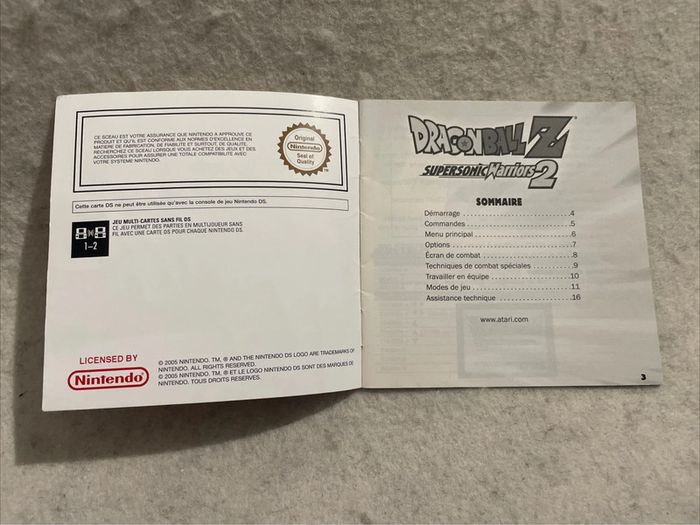 CE SCEAU EST VOTRE ASSURANCE QUE NINTENDO A APPROUVE CE
PRODUIT ET QU'IL EST CONFORME AUX NORMES D'EXCELLENCE EN
MATIERE DE FABRICATION, DE FIABILITE ET SURTOUT, DE QUALITE.
RECHERCHEZ CE SCEAU LORSQUE VOUS ACHETEZ DES JEUX ET DES
ACCESSOIRES POUR ASSURER UNE TOTALE COMPATIBILITE AVEC
VOTRE SYSTEME NINTENDO.
Original
Nintendo
Seal of
Quality
TM
Cette carte DS ne peut être utilisée qu'avec la console de jeu Nintendo DS.
1–2
JEU MULTI-CARTES SANS FIL DS
CE JEU PERMET DES PARTIES EN MULTIJOUEUR SANS
FIL AVEC UNE CARTE DS POUR CHAQUE NINTENDO DS.
LICENSED BY
Nintendo
© 2005 NINTENDO. TM, ® AND THE NINTENDO DS LOGO ARE TRADEMARKS OF
NINTENDO. ALL RIGHTS RESERVED.
© 2005 NINTENDO. TM, ® ET LE LOGO NINTENDO DS SONT DES MARQUES DE
NINTENDO. TOUS DROITS RESERVES.
DRAGONBALL Z
SUPERSONIC Warriors 2
SOMMAIRE
Démarrage . . . . . . . . . . . . . . . . . . . . . . . .4
Commandes . . . . . . . . . . . . . . . . . . . . . . .5
Menu principal . . . . . . . . . . . . . . . . . . . . .6
Options . . . . . . . . . . . . . . . . . . . . . . . . . .7
Écran de combat . . . . . . . . . . . . . . . . . . . .8
Techniques de combat spéciales . . . . . . . .9
Travailler en équipe . . . . . . . . . . . . . . . . .10
Modes de jeu . . . . . . . . . . . . . . . . . . . . . .11
Assistance technique . . . . . . . . . . . . . . . .16
www.atari.com
3